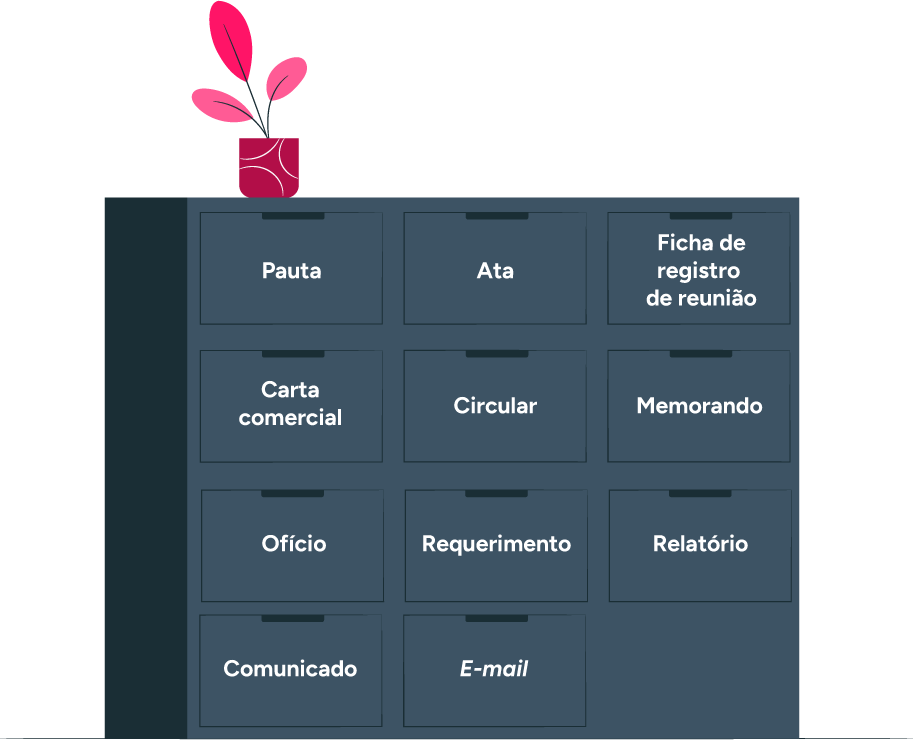 Pauta
Ata
Ficha de
registro
de reunião
Carta
comercial
Circular
Memorando
Ofício
Requerimento
Relatório
Comunicado
E-mail